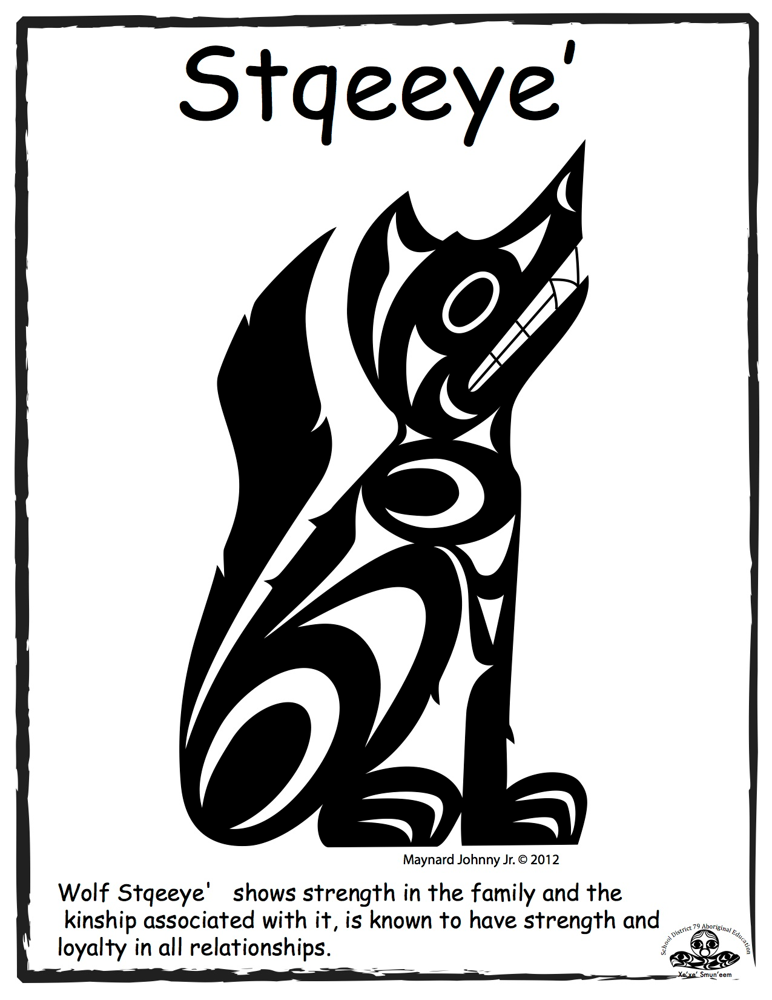 Stqeeye'
Maynard Johnny Jr. © 2012
Wolf Stqeeye' shows strength in the family and the
kinship associated with it, is known to have strength and
loyalty in all relationships.
School District 79 Aboriginal Education
Xe'xe' Smun'eem